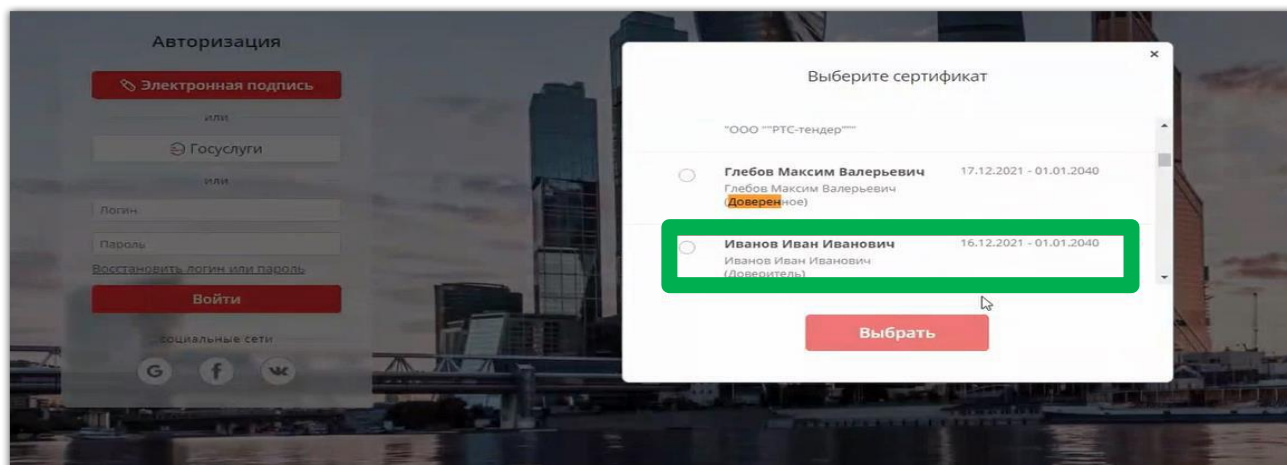 Авторизация
Электронная подпись
или
Госуслуги
или
Логин
Пароль
Восстановить логин или пароль
Войти
социальные сети
G f
Выберите сертификат
"ООО ""РТС-тендер"""
Глебов Максим Валерьевич 17.12.2021 - 01.01.2040
Глебов Максим Валерьевич
(Доверенное)
Иванов Иван Иванович 16.12.2021 - 01.01.2040
Иванов Иван Иванович
(Доверитель)
Выбрать